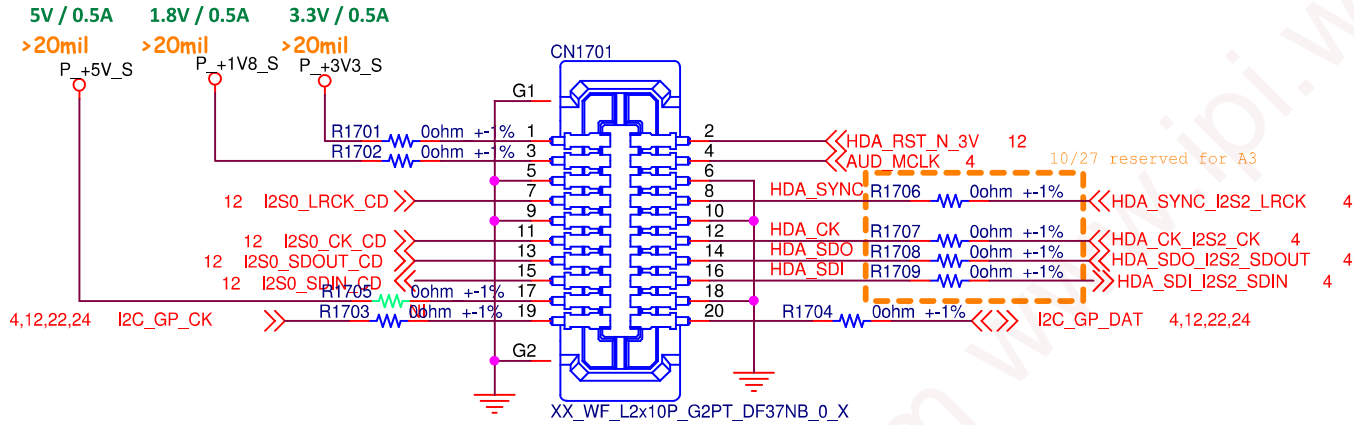 5V / 0.5A 1.8V / 0.5A 3.3V / 0.5A
>20mil >20mil >20mil
P_+5V_S P_+1V8_S P_+3V3_S
CN1701
G1
R1701 0ohm +-1% 1 2 HDA_RST_N_3V 12
R1702 0ohm +-1% 3 4 AUD_MCLK 4
10/27 reserved for A3
5 6
12 I2S0_LRCK_CD 7 8 HDA_SYNC R1706 0ohm +-1% HDA_SYNC_I2S2_LRCK 4
9 10
12 I2S0_CK_CD 11 12 HDA_CK R1707 0ohm +-1% HDA_CK_I2S2_CK 4
12 I2S0_SDOUT_CD 13 14 HDA_SDO R1708 0ohm +-1% HDA_SDO_I2S2_SDOUT 4
12 I2S0_SDIN_CD 15 16 HDA_SDI R1709 0ohm +-1% HDA_SDI_I2S2_SDIN 4
R1705 0ohm +-1% 17 18
NI
4,12,22,24 I2C_GP_CK R1703 0ohm +-1% 19 20 R1704 0ohm +-1% I2C_GP_DAT 4,12,22,24
G2
XX_WF_L2x10P_G2PT_DF37NB_0_X